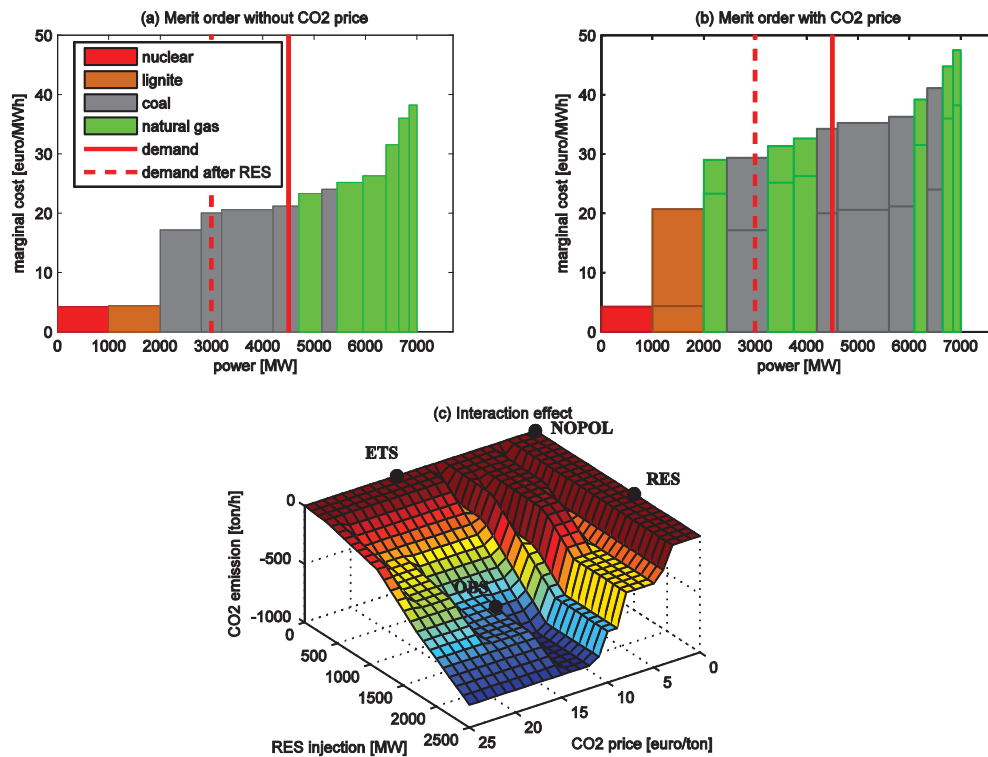 (a) Merit order without CO2 price
50
40
30
20
10
0
marginal cost [euro/MWh]
nuclear
lignite
coal
natural gas
demand
demand after RES
0 1000 2000 3000 4000 5000 6000 7000
power [MW]
(b) Merit order with CO2 price
50
40
30
20
10
0
marginal cost [euro/MWh]
0 1000 2000 3000 4000 5000 6000 7000
power [MW]
(c) Interaction effect
NOPOL
ETS
RES
OBS
0
-500
-1000
CO2 emission [ton/h]
0
500
1000
1500
2000
2500
RES injection [MW]
0
5
10
15
20
25
CO2 price [euro/ton]